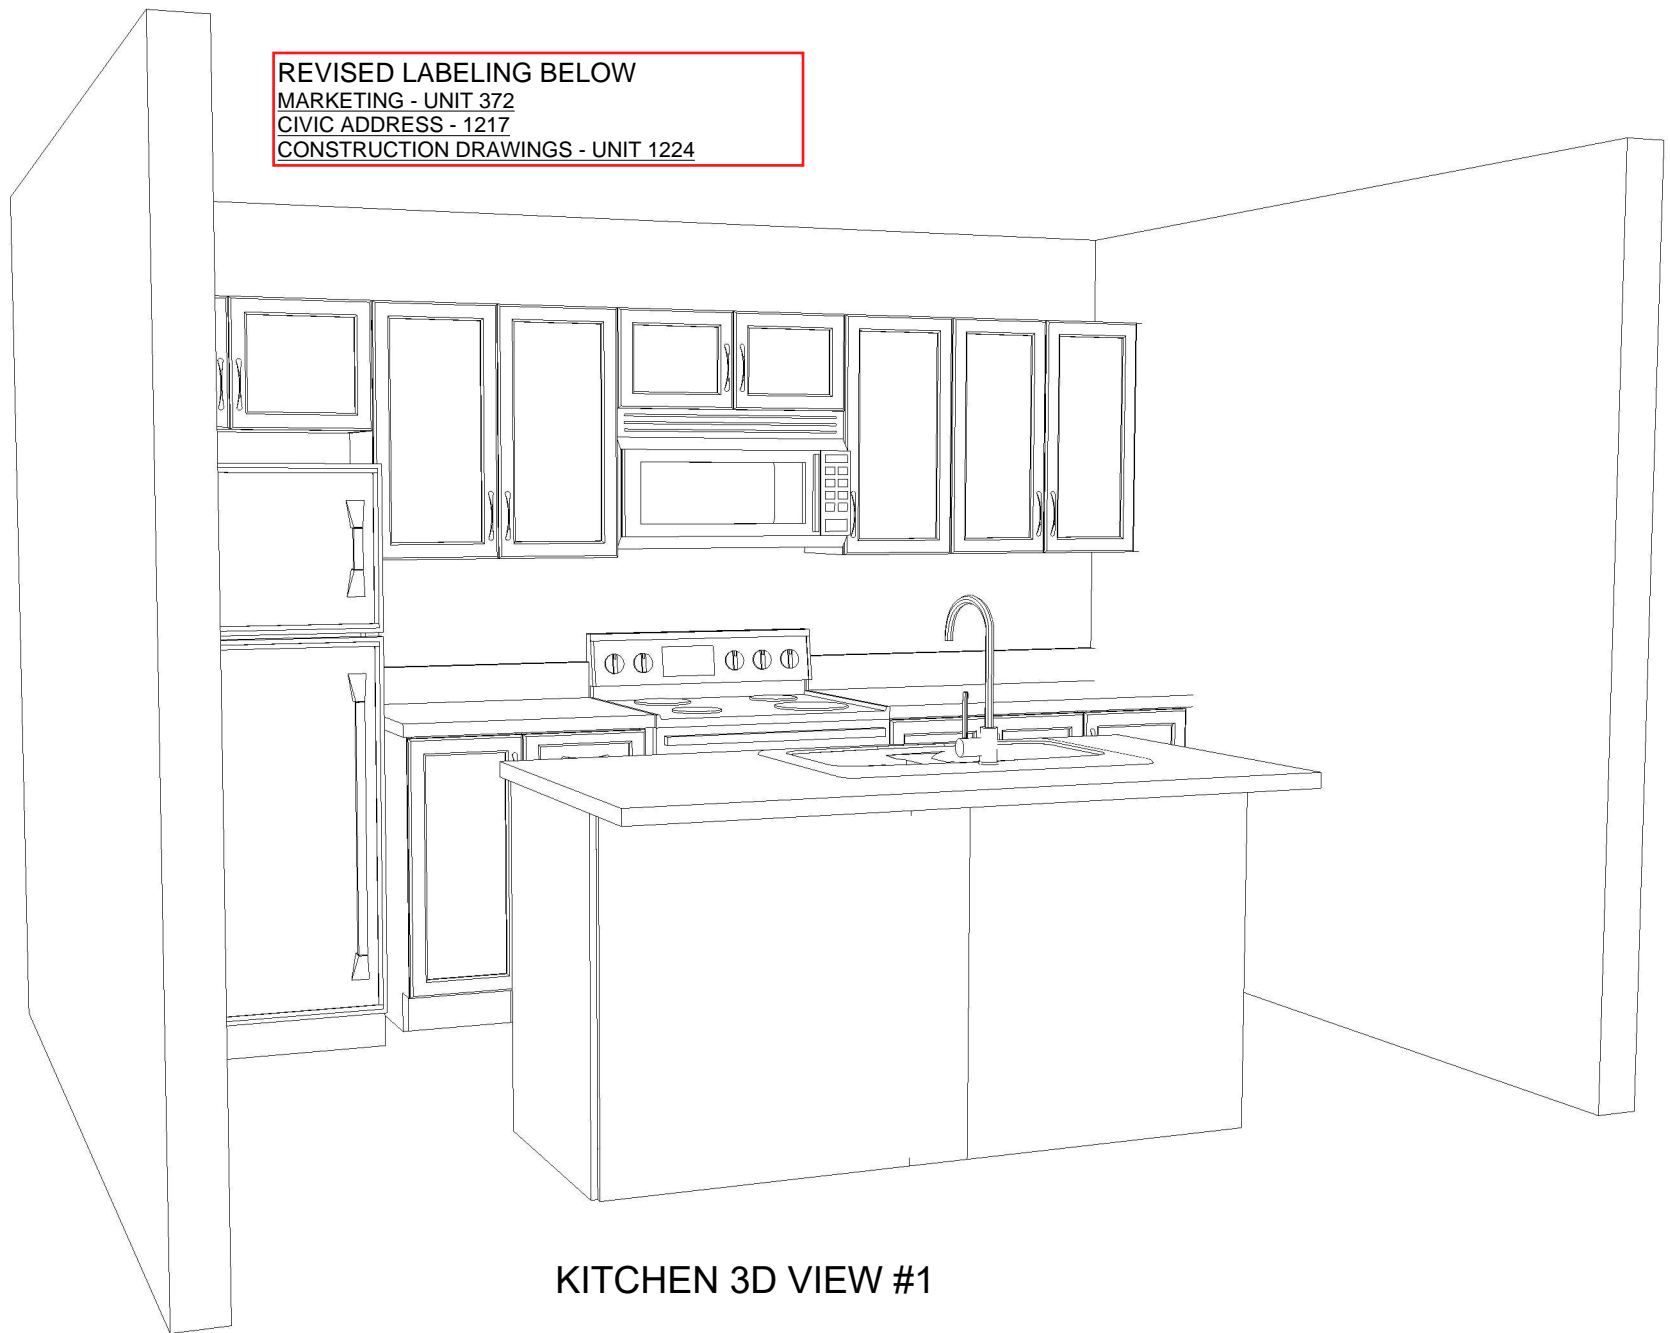 REVISED LABELING BELOW
MARKETING - UNIT 372
CIVIC ADDRESS - 1217
CONSTRUCTION DRAWINGS - UNIT 1224
KITCHEN 3D VIEW #1